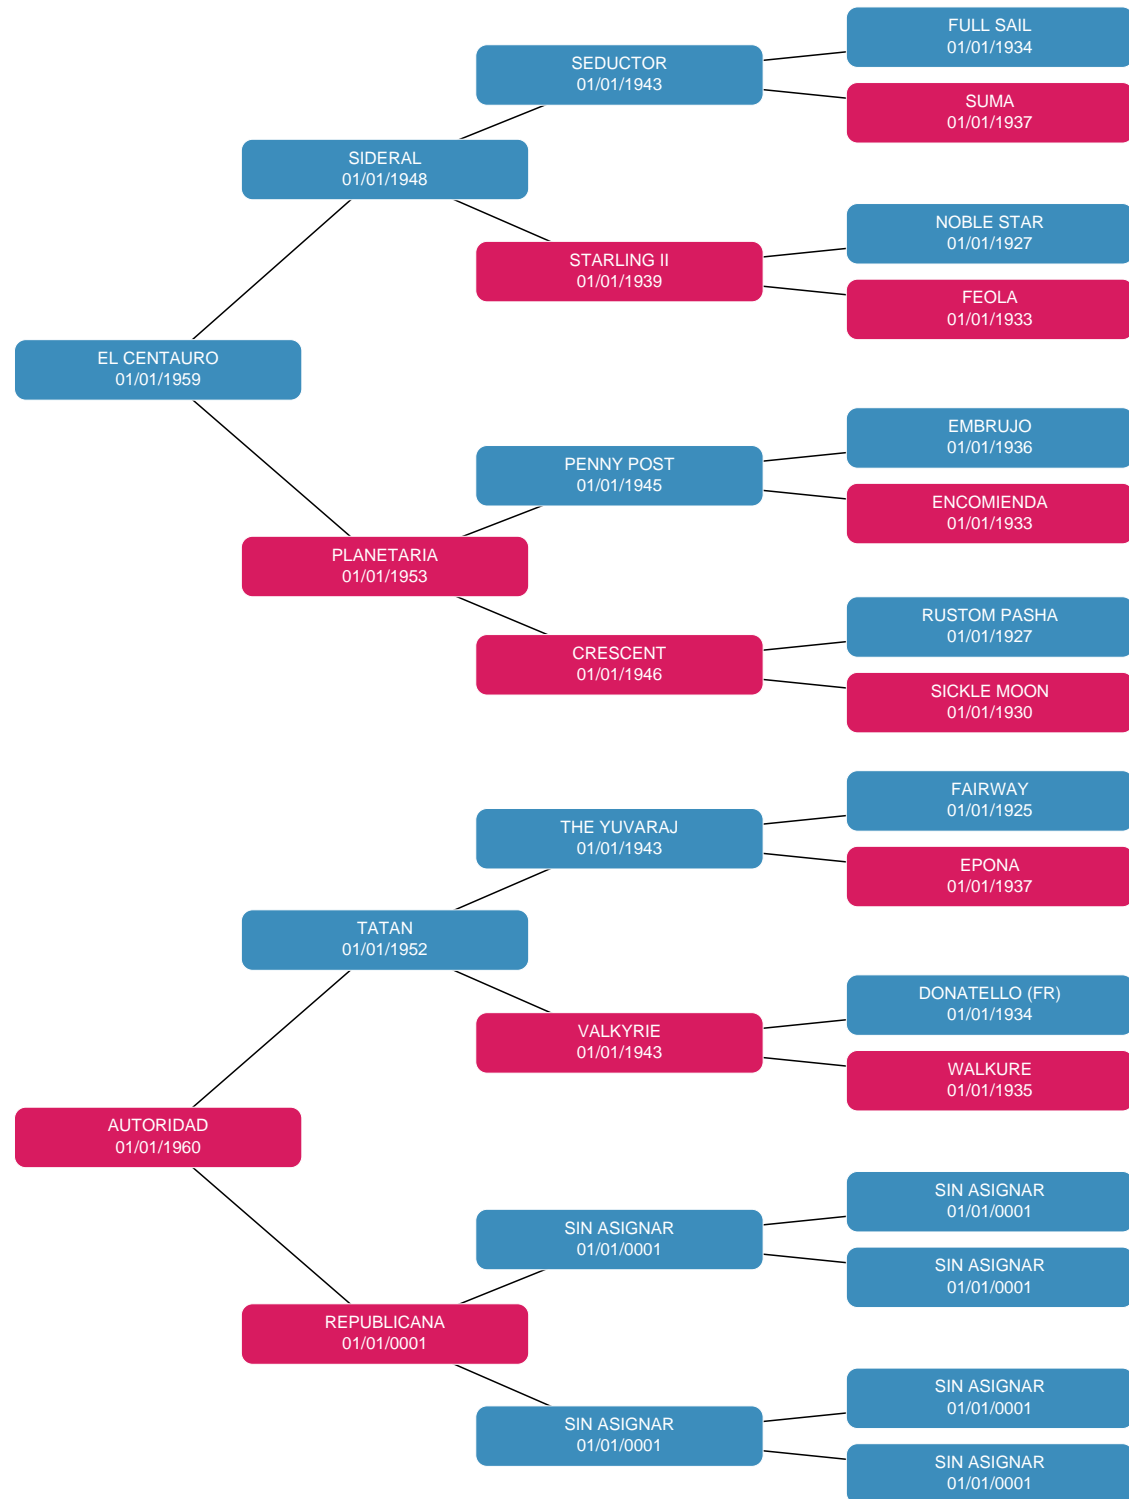 FULL SAIL
01/01/1934
SEDUCTOR
01/01/1943
SUMA
01/01/1937
SIDERAL
01/01/1948
NOBLE STAR
01/01/1927
STARLING II
01/01/1939
FEOLA
01/01/1933
EL CENTAURO
01/01/1959
EMBRUJO
01/01/1936
PENNY POST
01/01/1945
ENCOMIENDA
01/01/1933
PLANETARIA
01/01/1953
RUSTOM PASHA
01/01/1927
CRESCENT
01/01/1946
SICKLE MOON
01/01/1930
FAIRWAY
01/01/1925
THE YUVARAJ
01/01/1943
EPONA
01/01/1937
TATAN
01/01/1952
DONATELLO (FR)
01/01/1934
VALKYRIE
01/01/1943
WALKURE
01/01/1935
AUTORIDAD
01/01/1960
SIN ASIGNAR
01/01/0001
SIN ASIGNAR
01/01/0001
SIN ASIGNAR
01/01/0001
REPUBLICANA
01/01/0001
SIN ASIGNAR
01/01/0001
SIN ASIGNAR
01/01/0001
SIN ASIGNAR
01/01/0001